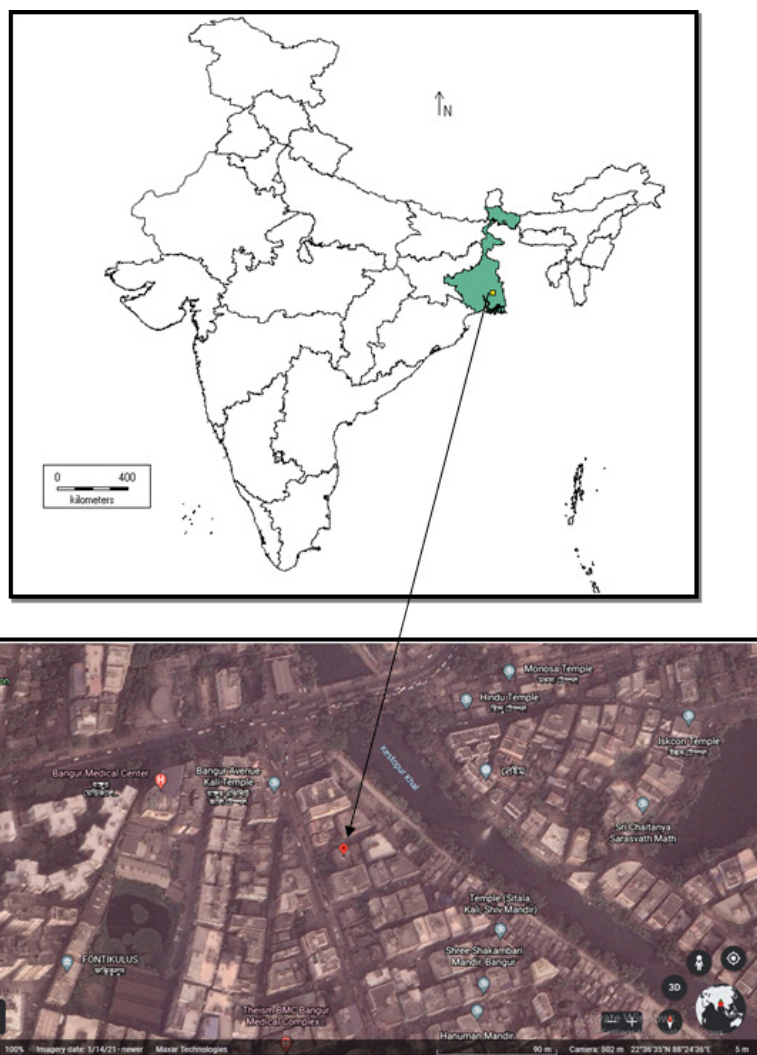 N
0 400
kilometers
on
Monosa Temple
Hindu Temple
হিন্দু টেম্পল
Iskcon Temple
Kestopur Khal
Bangur Medical Center
Bangur Avenue
Kali Temple
Sri Chaitanya
Sarasvath Math
Temple (Sitala,
Kali, Shiv Mandir)
Shree Shakambari
Mandir, Bangur
FONTIKULUS
3D
Theism BMC Bangur
Medical Complex...
Hanuman Mandir
100% Imagery date: 1/14/21-newer Maxar Technologies 90 m Camera: 502 m 22°36'35"N 88°24'36"E 5 m